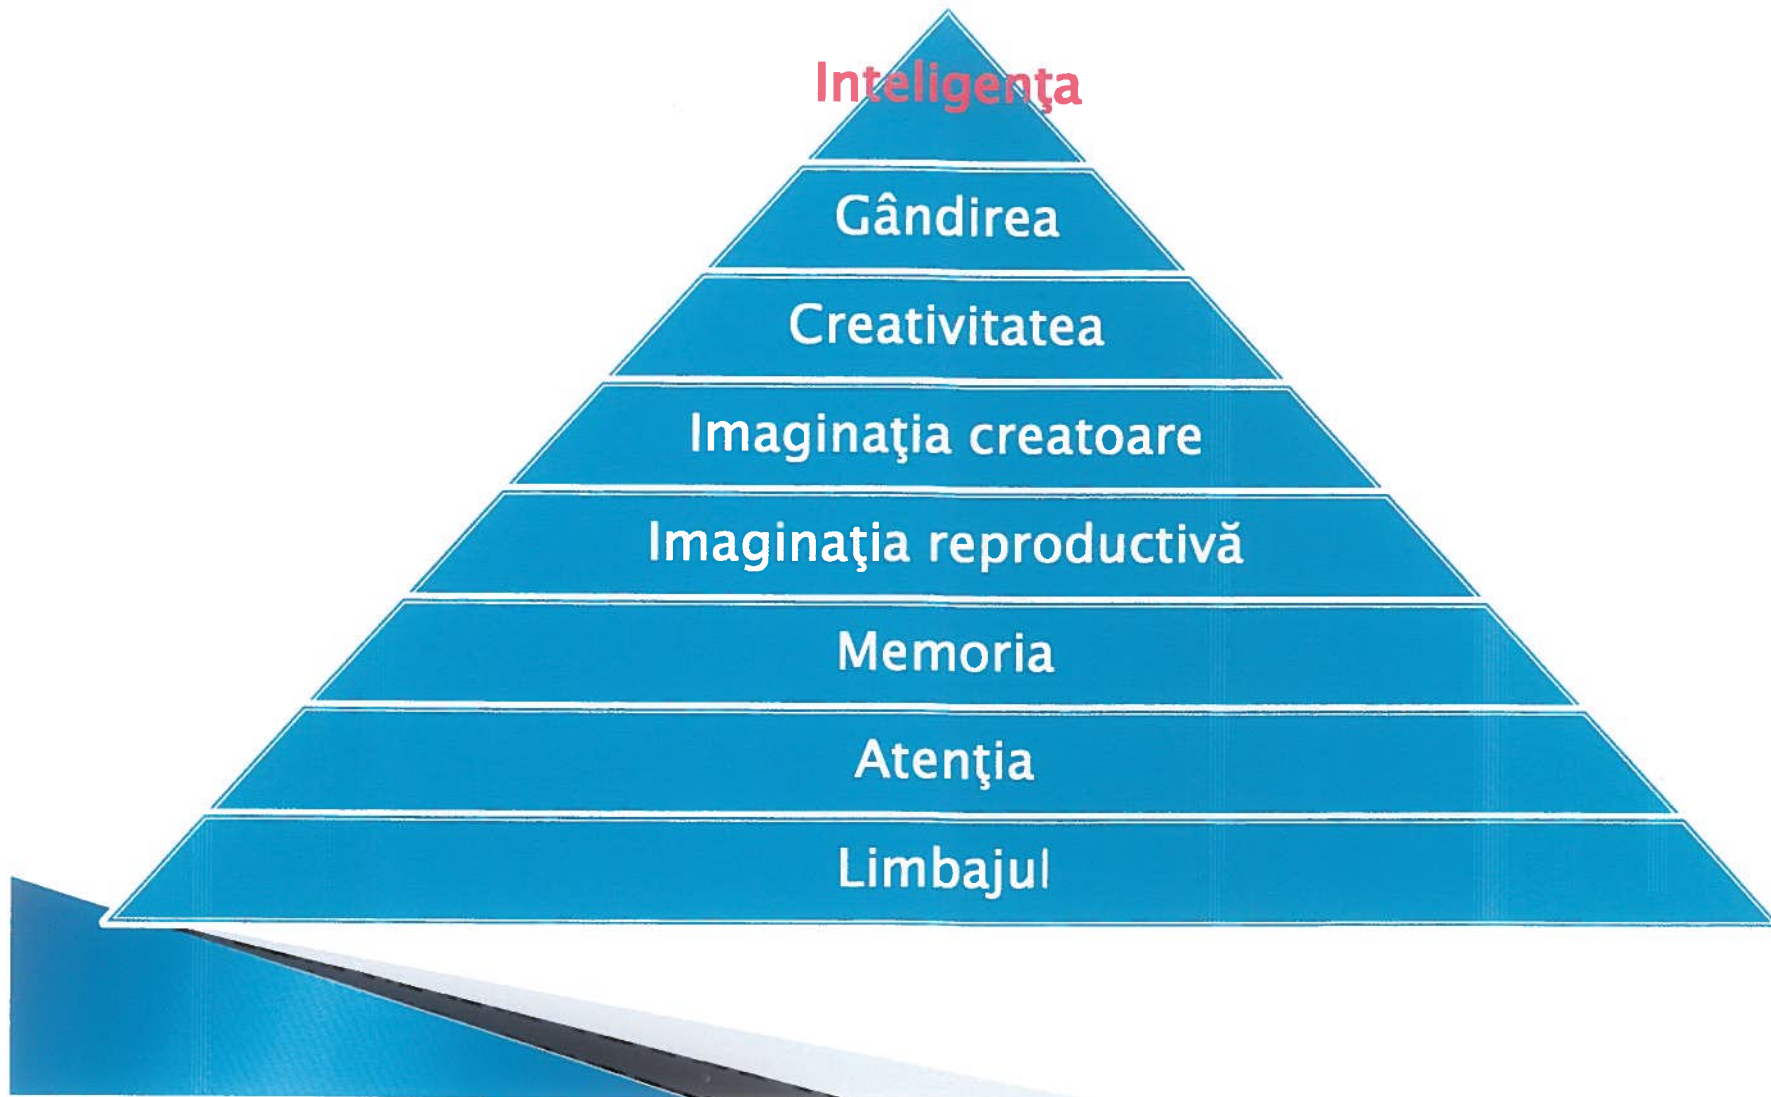 Inteligenţa
Gândirea
Creativitatea
Imaginaţia creatoare
Imaginaţia reproductivă
Memoria
Atenţia
Limbajul